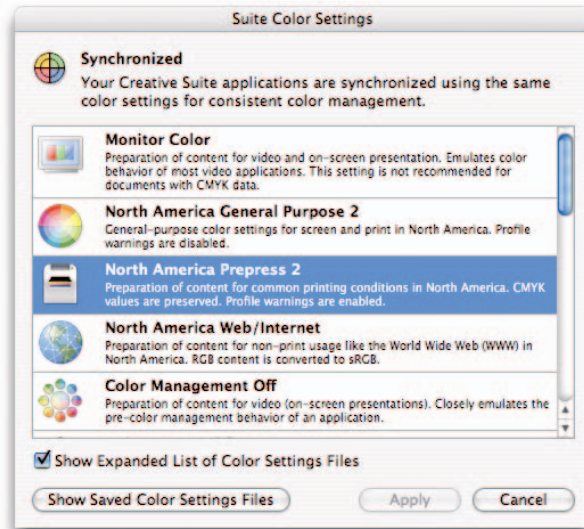 Suite Color Settings
Synchronized
Your Creative Suite applications are synchronized using the same
color settings for consistent color management.
Monitor Color
Preparation of content for video and on-screen presentation. Emulates color
behavior of most video applications. This setting is not recommended for
documents with CMYK data.
North America General Purpose 2
General-purpose color settings for screen and print in North America. Profile
warnings are disabled.
North America Prepress 2
Preparation of content for common printing conditions in North America. CMYK
values are preserved. Profile warnings are enabled.
North America Web/Internet
Preparation of content for non-print usage like the World Wide Web (WWW) in
North America. RGB content is converted to sRGB.
Color Management Off
Preparation of content for video (on-screen presentations). Closely emulates the
pre-color management behavior of an application.
Show Expanded List of Color Settings Files
Show Saved Color Settings Files
Apply
Cancel